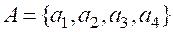 A = {a₁, a₂, a₃, a₄}